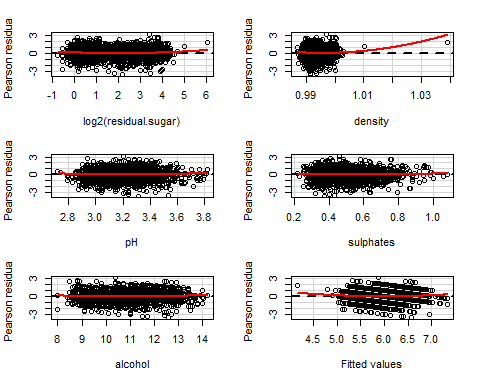 Pearson residua
3
0
-3
-1 0 1 2 3 4 5 6
log2(residual.sugar)
Pearson residua
3
0
-3
0.99 1.01 1.03
density
Pearson residua
3
0
-3
2.8 3.0 3.2 3.4 3.6 3.8
pH
Pearson residua
3
0
-3
0.2 0.4 0.6 0.8 1.0
sulphates
Pearson residua
3
0
-3
8 9 10 11 12 13 14
alcohol
Pearson residua
3
0
-3
4.5 5.0 5.5 6.0 6.5 7.0
Fitted values